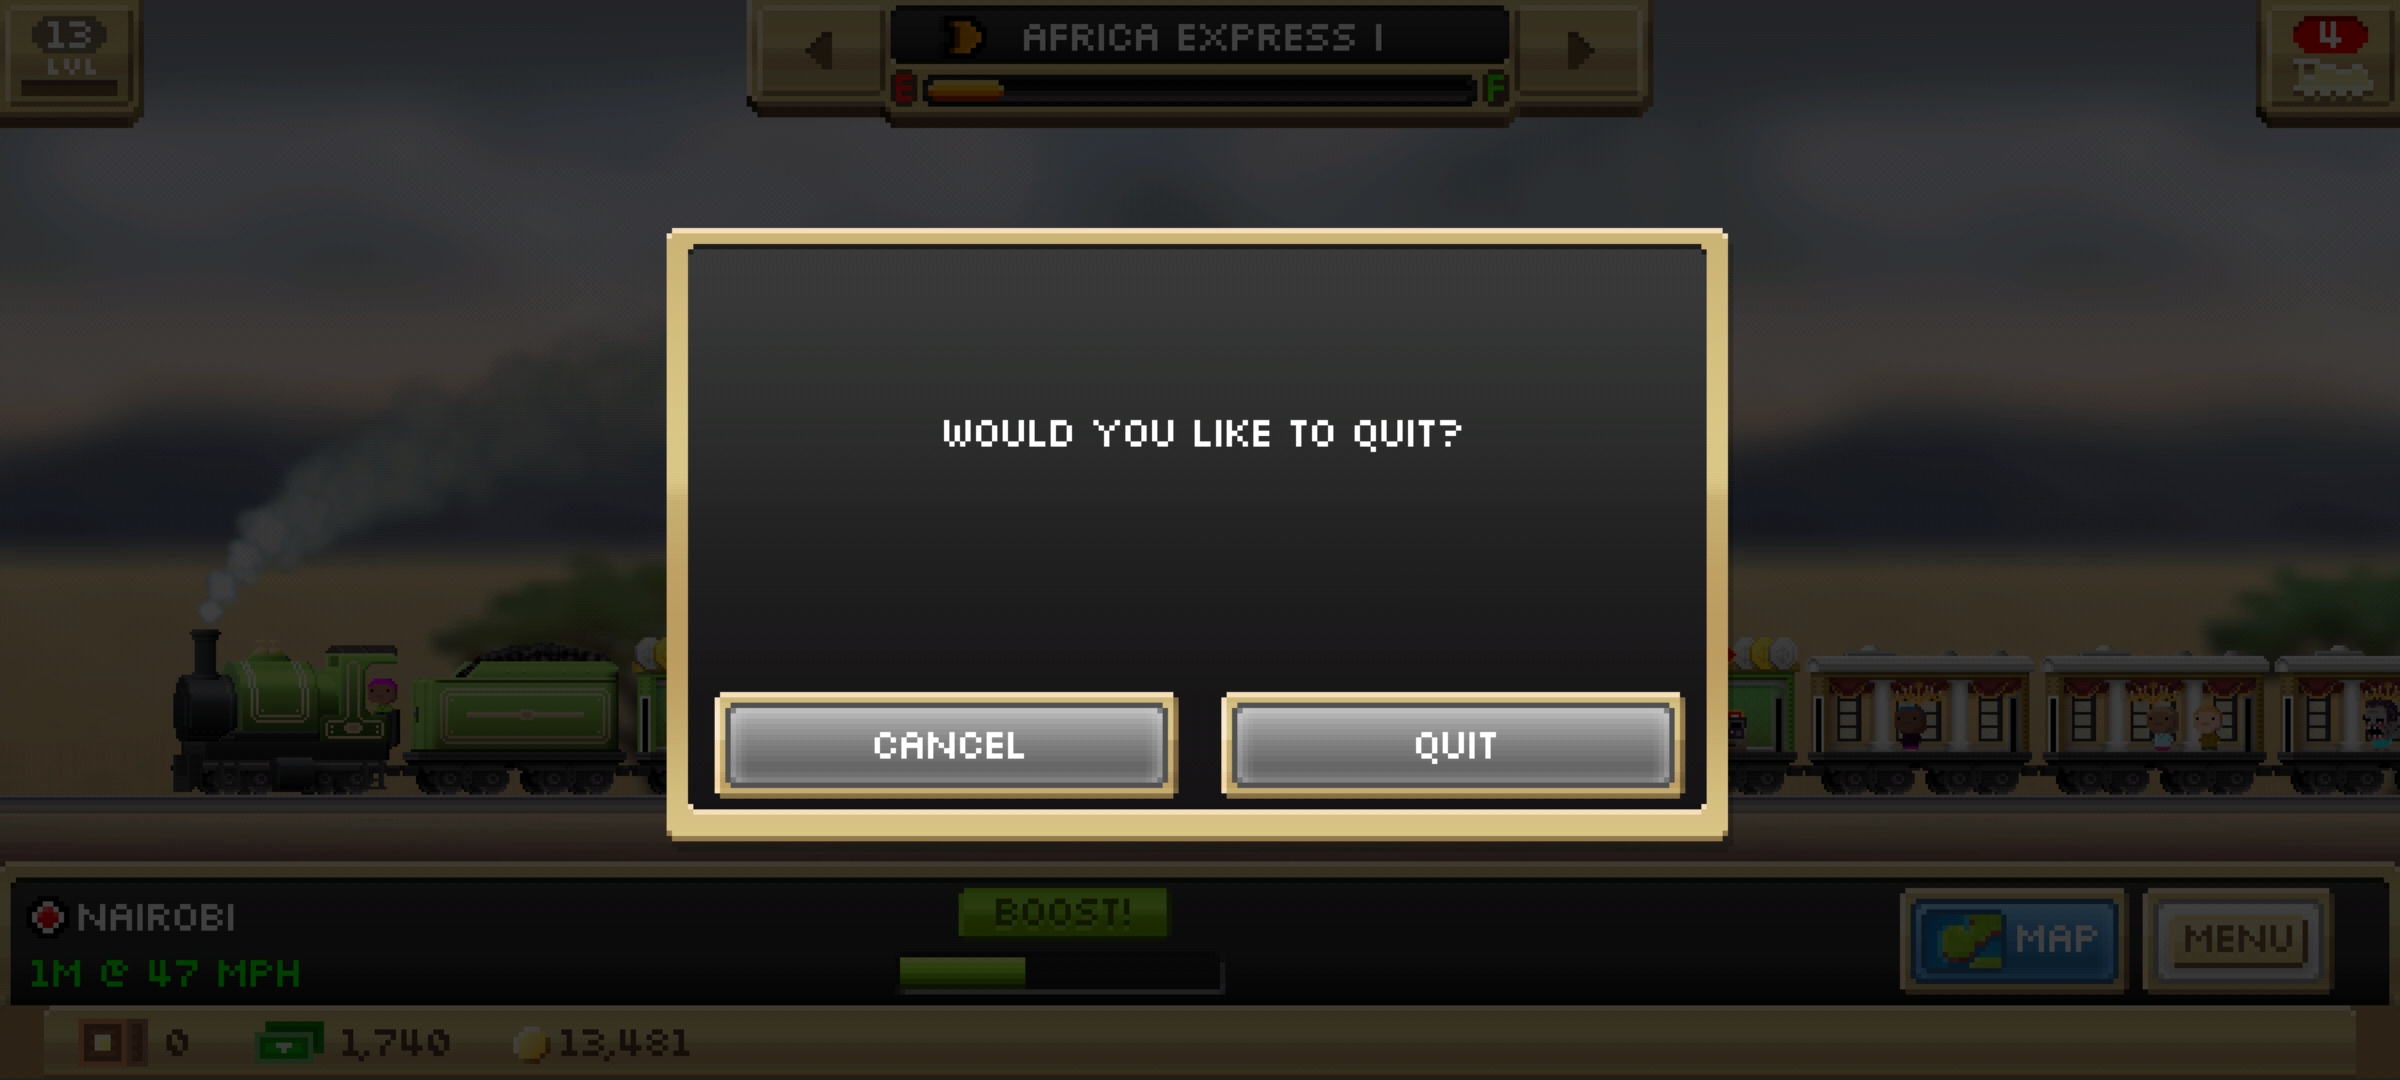 13
LVL
AFRICA EXPRESS I
E
F
4
WOULD YOU LIKE TO QUIT?
CANCEL
QUIT
NAIROBI
1M @ 47 MPH
BOOST!
MAP
MENU
0
1,740
13,481